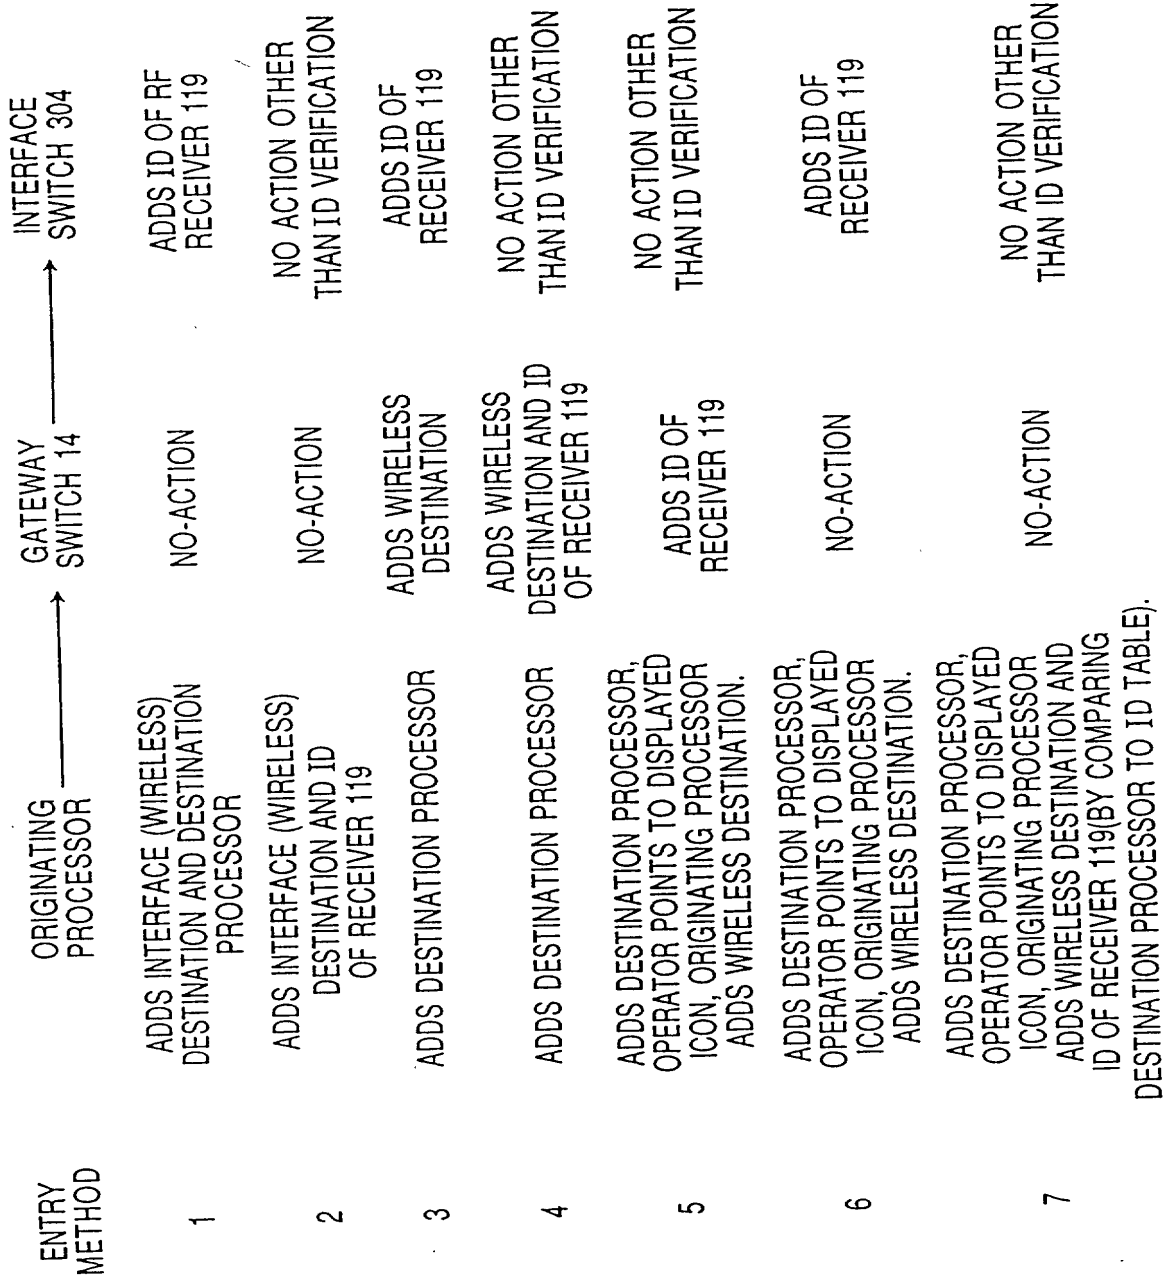 ENTRY
METHOD
ORIGINATING
PROCESSOR
GATEWAY
SWITCH 14
INTERFACE
SWITCH 304
1
ADDS INTERFACE (WIRELESS)
DESTINATION AND DESTINATION
PROCESSOR
NO-ACTION
ADDS ID OF RF
RECEIVER 119
2
ADDS INTERFACE (WIRELESS)
DESTINATION AND ID
OF RECEIVER 119
NO-ACTION
NO ACTION OTHER
THAN ID VERIFICATION
3
ADDS DESTINATION PROCESSOR
ADDS WIRELESS
DESTINATION
ADDS ID OF
RECEIVER 119
4
ADDS DESTINATION PROCESSOR
ADDS WIRELESS
DESTINATION AND ID
OF RECEIVER 119
NO ACTION OTHER
THAN ID VERIFICATION
5
ADDS DESTINATION PROCESSOR,
OPERATOR POINTS TO DISPLAYED
ICON, ORIGINATING PROCESSOR
ADDS WIRELESS DESTINATION.
ADDS ID OF
RECEIVER 119
NO ACTION OTHER
THAN ID VERIFICATION
6
ADDS DESTINATION PROCESSOR,
OPERATOR POINTS TO DISPLAYED
ICON, ORIGINATING PROCESSOR
ADDS WIRELESS DESTINATION.
NO-ACTION
ADDS ID OF
RECEIVER 119
7
ADDS DESTINATION PROCESSOR,
OPERATOR POINTS TO DISPLAYED
ICON, ORIGINATING PROCESSOR
ADDS WIRELESS DESTINATION AND
ID OF RECEIVER 119(BY COMPARING
DESTINATION PROCESSOR TO ID TABLE).
NO-ACTION
NO ACTION OTHER
THAN ID VERIFICATION